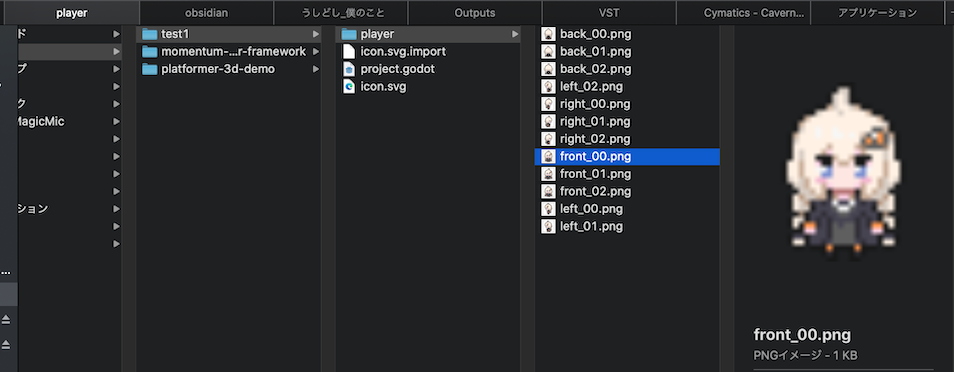 player
obsidian
うしどし_僕のこと
Outputs
VST
Cymatics - Cavern...
アプリケーション
ド
プ
ク
MagicMic
ション
...
test1
momentum-...r-framework
platformer-3d-demo
player
icon.svg.import
project.godot
icon.svg
back_00.png
back_01.png
back_02.png
left_02.png
right_00.png
right_01.png
right_02.png
front_00.png
front_01.png
front_02.png
left_00.png
left_01.png
front_00.png
PNGイメージ - 1 KB